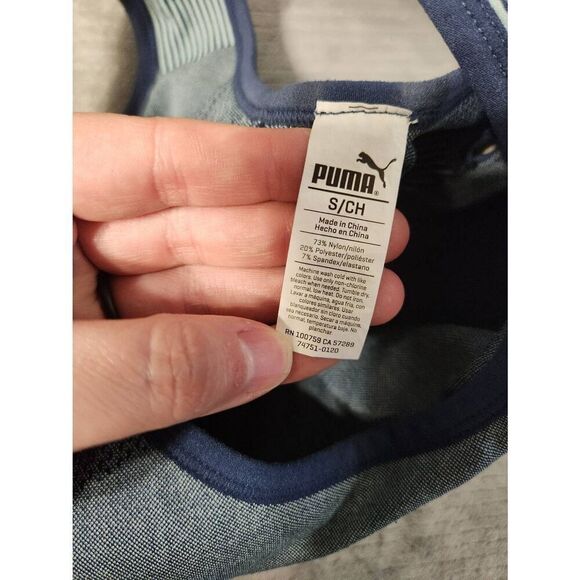 PUMA
S/CH
Made in China
Hecho en China
73% Nylon/nilón
20% Polyester/poliéster
7% Spandex/elastano
Machine wash cold with like
colors. Use only non-chlorine
bleach when needed. Tumble dry
normal, low heat. Do not iron.
Lavar a máquina, agua fría, con
colores similares. Usar
blanqueador sin cloro cuando
sea necesario. Secar a máquina,
normal, temperatura baja. No
planchar
RN 100759 CA 57289
74751-0120